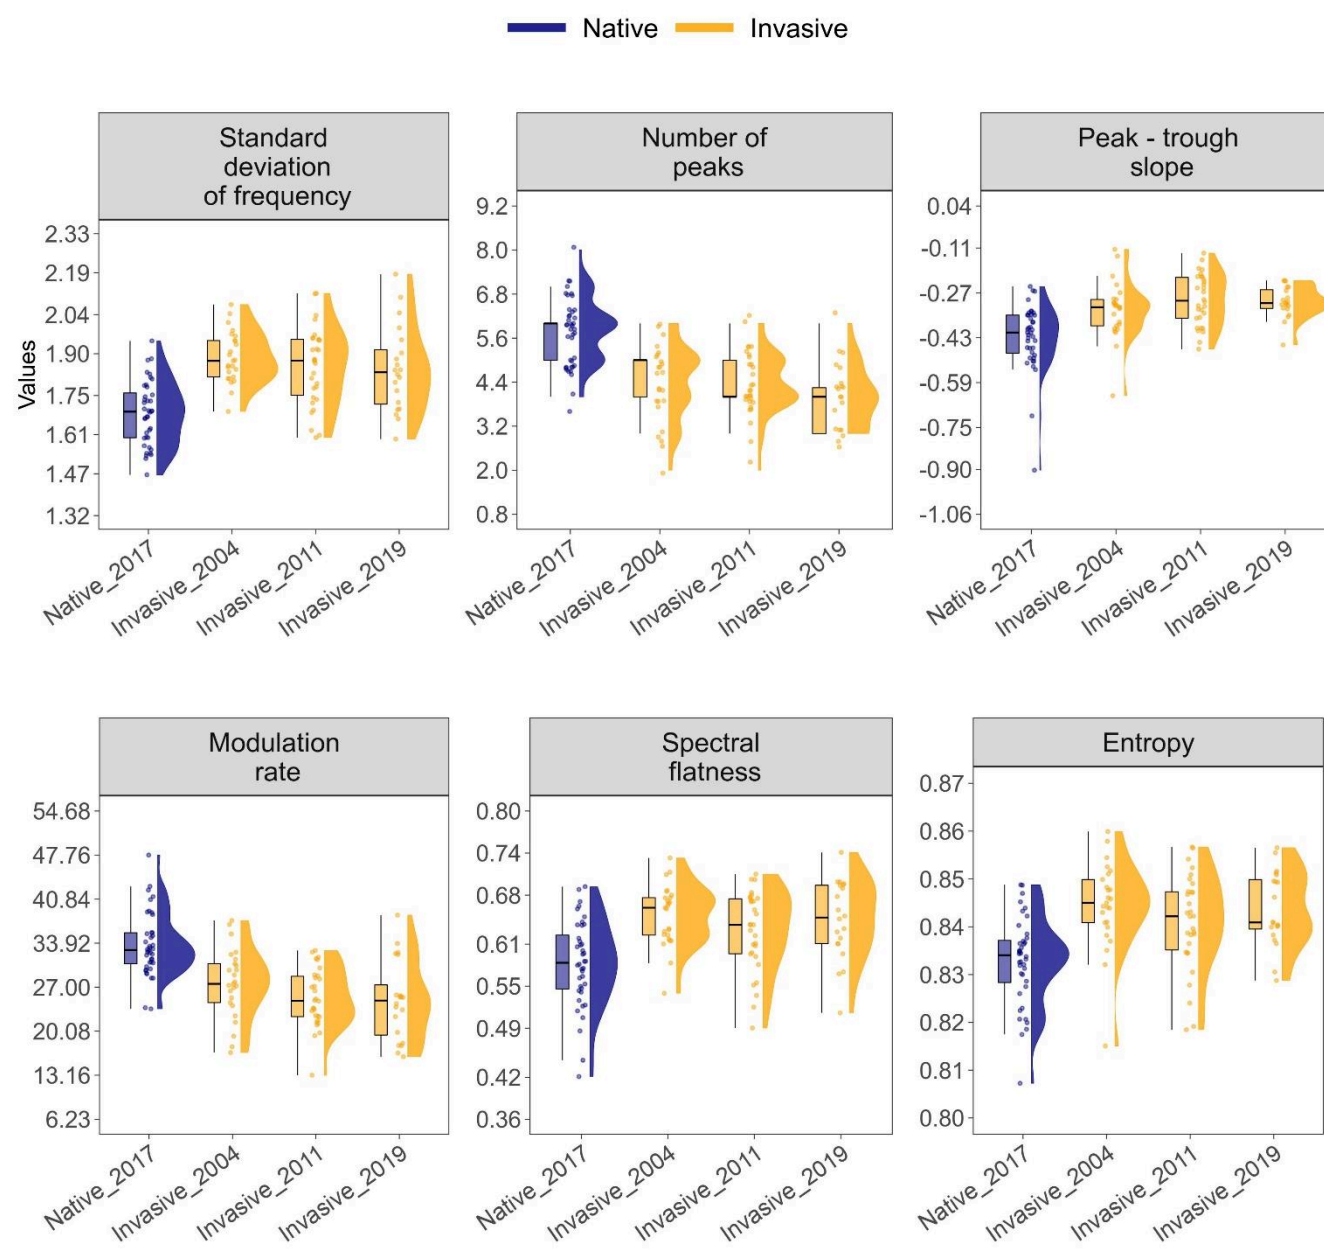 Native Invasive
Standard
deviation
of frequency
Number of
peaks
Peak - trough
slope
Values
2.33
2.19
2.04
1.90
1.75
1.61
1.47
1.32
9.2
8.0
6.8
5.6
4.4
3.2
2.0
0.8
0.04
-0.11
-0.27
-0.43
-0.59
-0.75
-0.90
-1.06
Native_2017
Invasive_2004
Invasive_2011
Invasive_2019
Native_2017
Invasive_2004
Invasive_2011
Invasive_2019
Native_2017
Invasive_2004
Invasive_2011
Invasive_2019
Modulation
rate
Spectral
flatness
Entropy
54.68
47.76
40.84
33.92
27.00
20.08
13.16
6.23
0.80
0.74
0.68
0.61
0.55
0.49
0.42
0.36
0.87
0.86
0.85
0.84
0.83
0.82
0.81
0.80
Native_2017
Invasive_2004
Invasive_2011
Invasive_2019
Native_2017
Invasive_2004
Invasive_2011
Invasive_2019
Native_2017
Invasive_2004
Invasive_2011
Invasive_2019